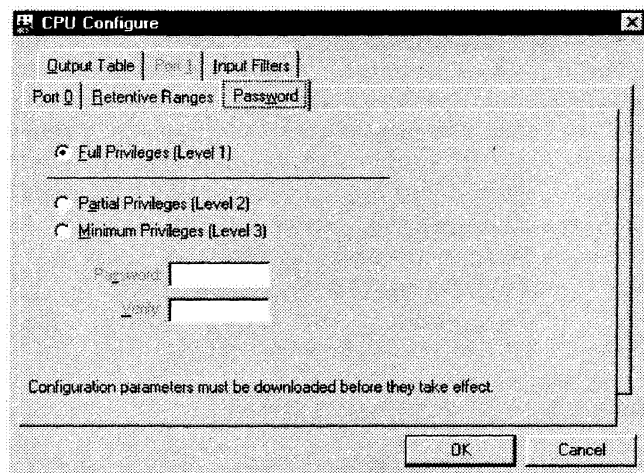 CPU Configure
Output Table Port 1 Input Filters
Port 0 Retentive Ranges Password
Full Privileges (Level 1)
Partial Privileges (Level 2)
Minimum Privileges (Level 3)
Password
Verify
Configuration parameters must be downloaded before they take effect.
OK Cancel